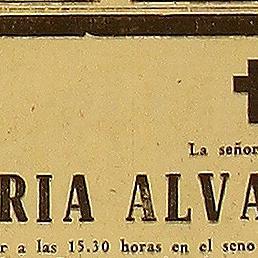 La señor
RIA ALVA
r a las 15.30 horas en el seno